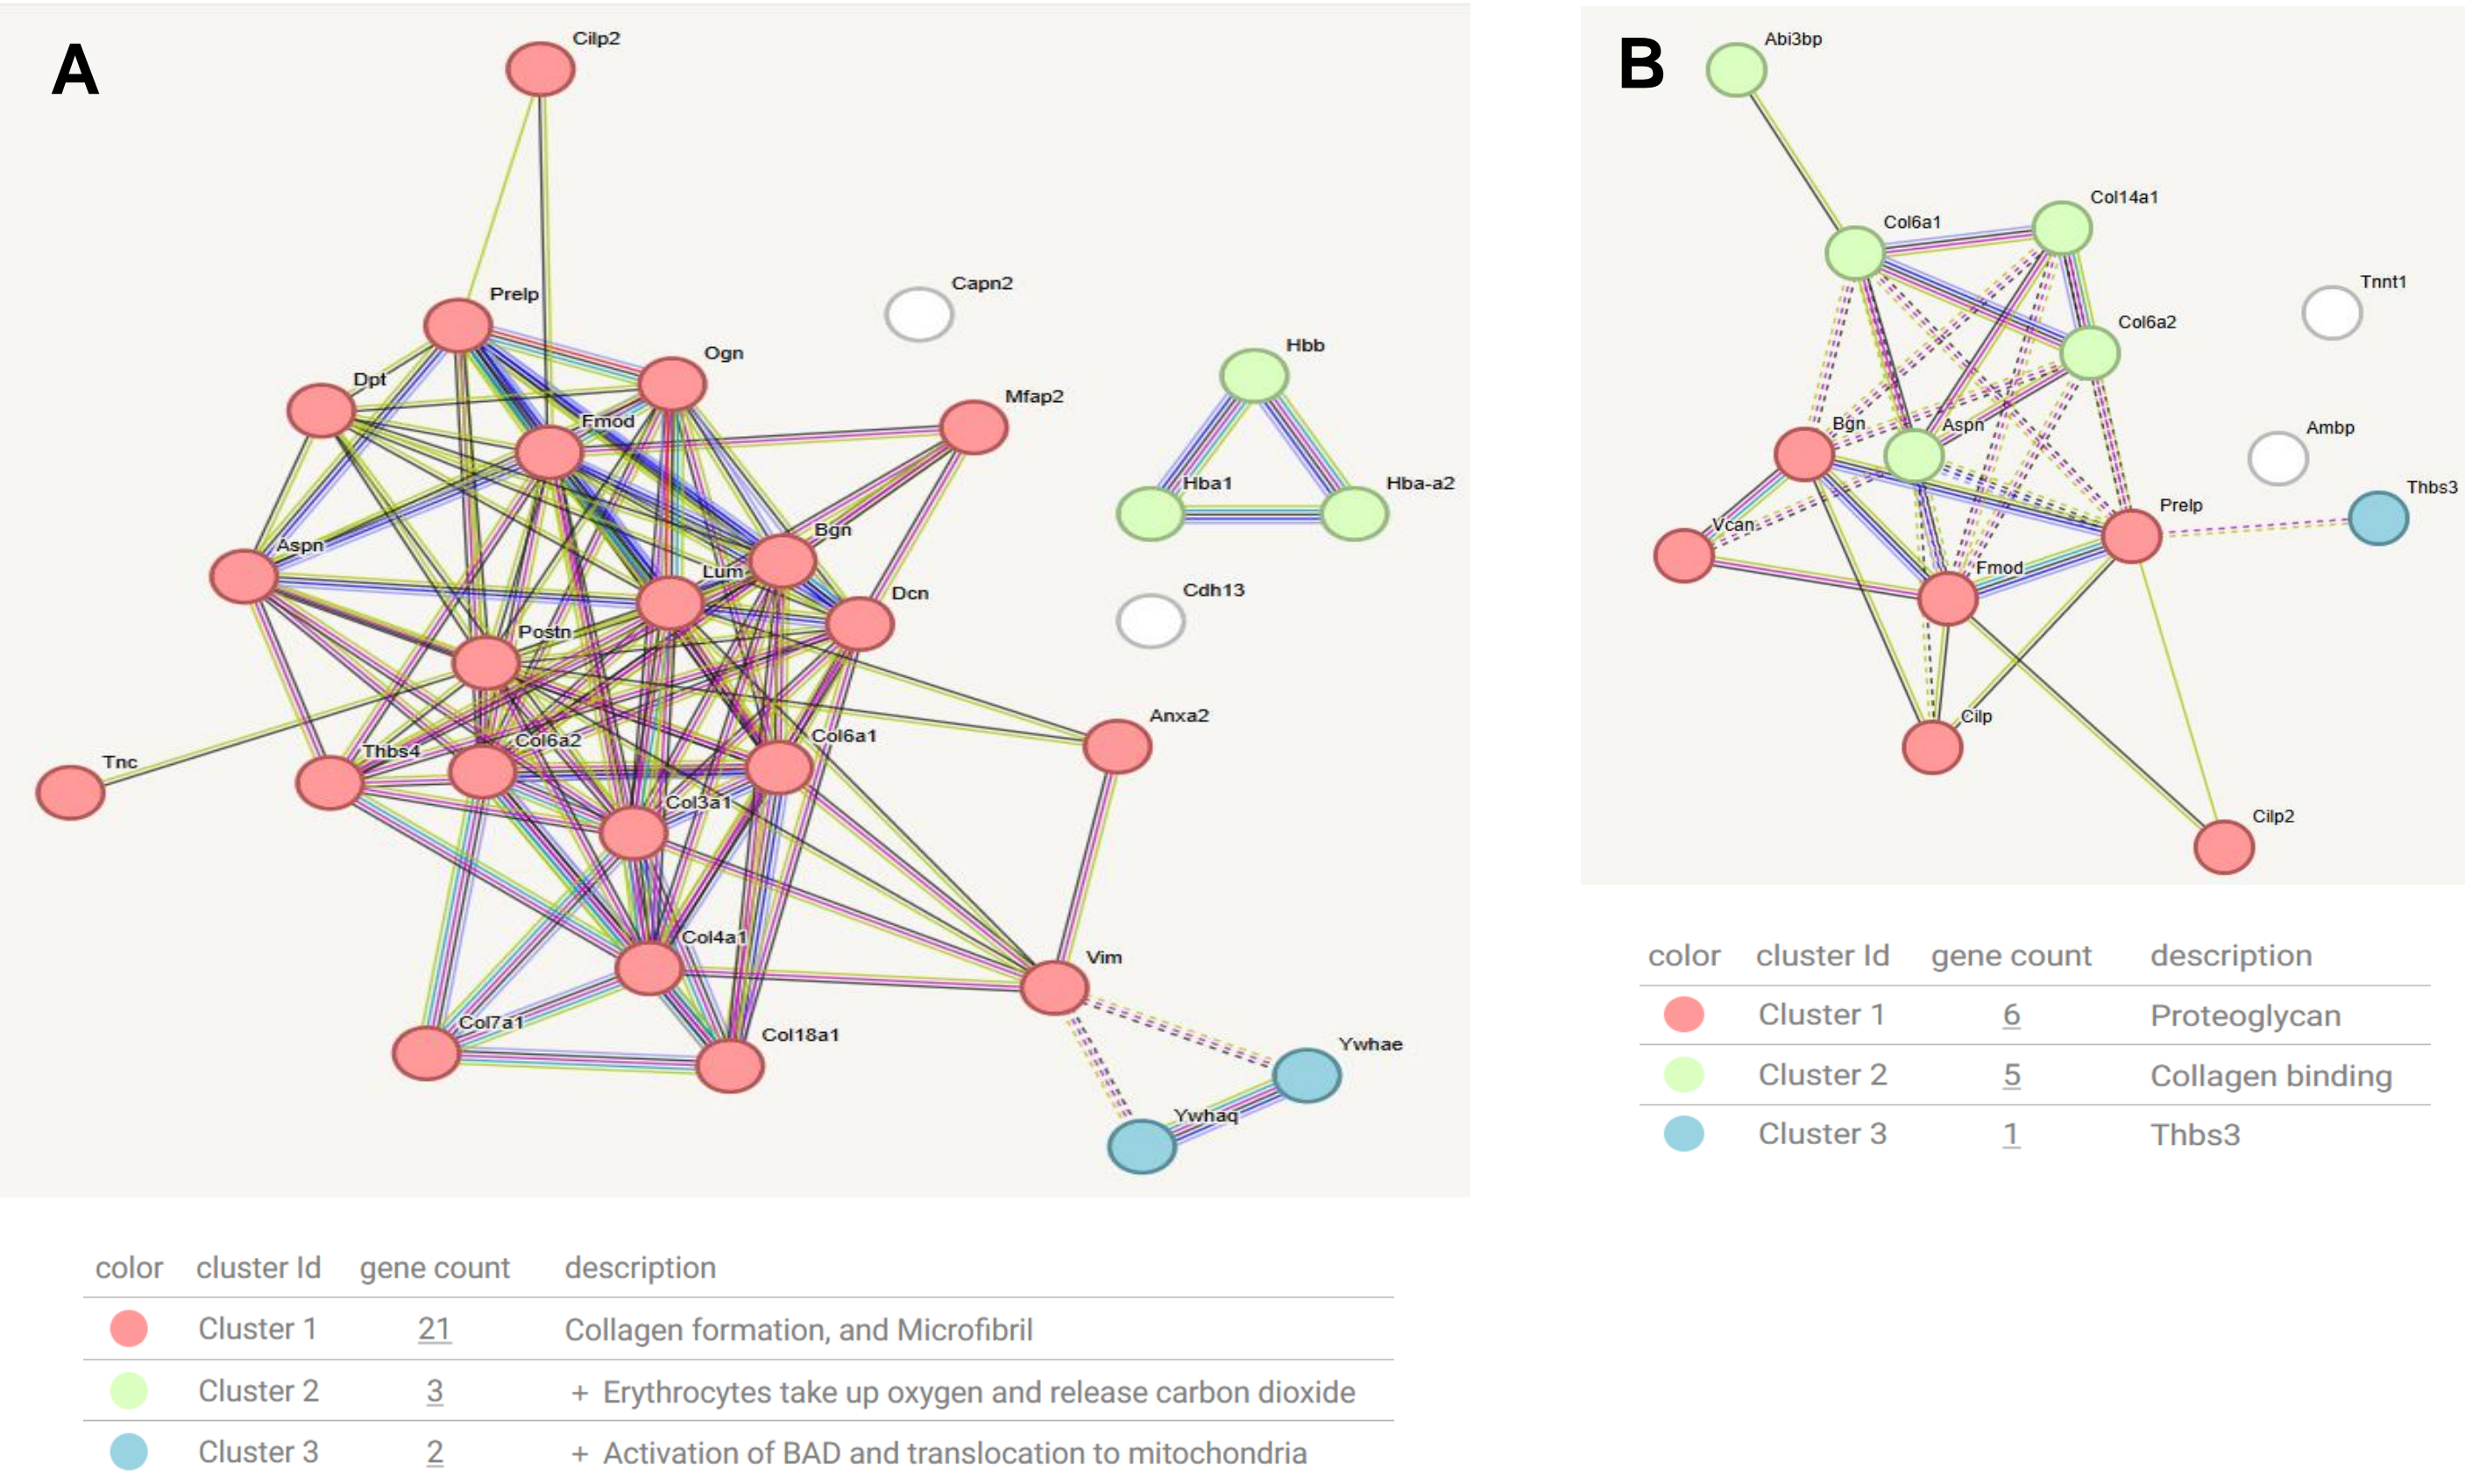 A
Cilp2
Prelp
Capn2
Ogn
Hbb
Dpt
Mfap2
Fmod
Hba1
Hba-a2
Bgn
Aspn
Lum
Cdh13
Dcn
Postn
Anxa2
Col6a1
Col6a2
Thbs4
Tnc
Col3a1
Col4a1
Vim
Col7a1
Col18a1
Ywhae
Ywhaq
color cluster Id gene count description
Cluster 1 21 Collagen formation, and Microfibril
Cluster 2 3 + Erythrocytes take up oxygen and release carbon dioxide
Cluster 3 2 + Activation of BAD and translocation to mitochondria
B
Abi3bp
Col14a1
Col6a1
Tnnt1
Col6a2
Bgn
Aspn
Ambp
Thbs3
Prelp
Vcan
Fmod
Cilp
Cilp2
color cluster Id gene count description
Cluster 1 6 Proteoglycan
Cluster 2 5 Collagen binding
Cluster 3 1 Thbs3